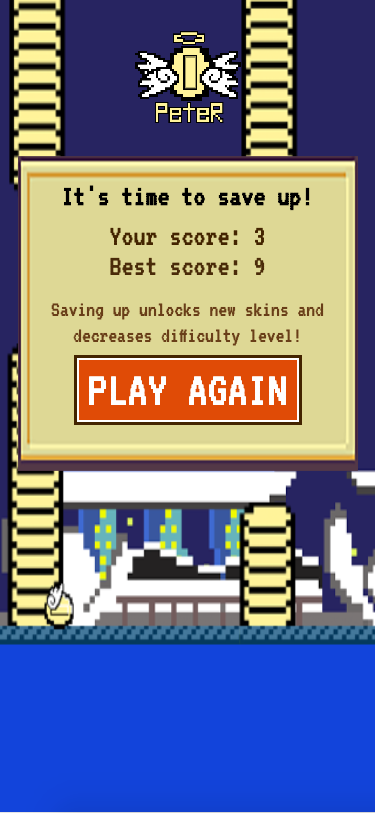 PeteR
It's time to save up!
Your score: 3
Best score: 9
Saving up unlocks new skins and
decreases difficulty level!
PLAY AGAIN